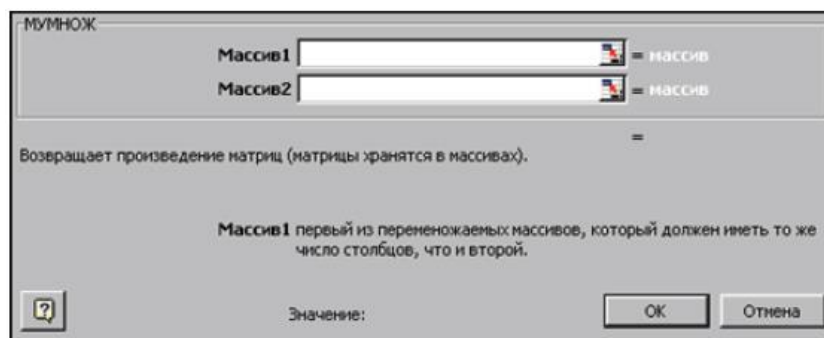 МУМНОЖ
Массив1 = массив
Массив2 = массив
=
Возвращает произведение матриц (матрицы хранятся в массивах).
Массив1 первый из перемножаемых массивов, который должен иметь то же
число столбцов, что и второй.
Значение:
ОК
Отмена